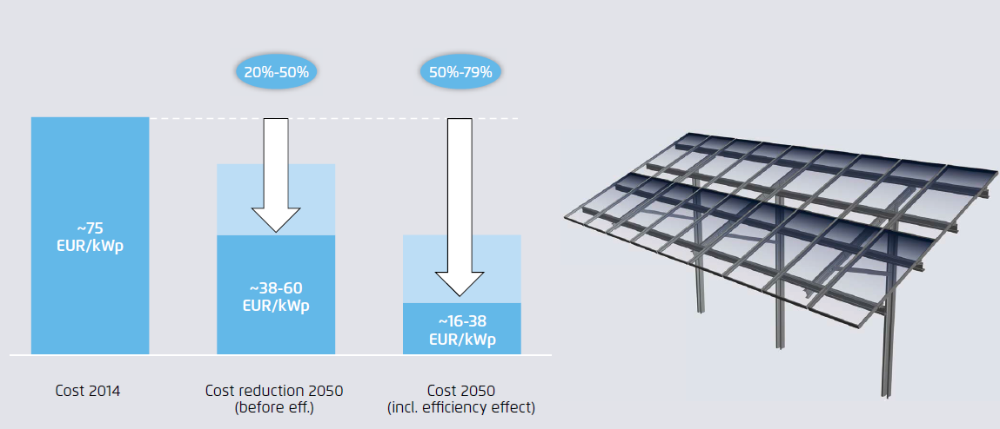 20%-50%
50%-79%
~75
EUR/kWp
~38-60
EUR/kWp
~16-38
EUR/kWp
Cost 2014
Cost reduction 2050
(before eff.)
Cost 2050
(incl. efficiency effect)